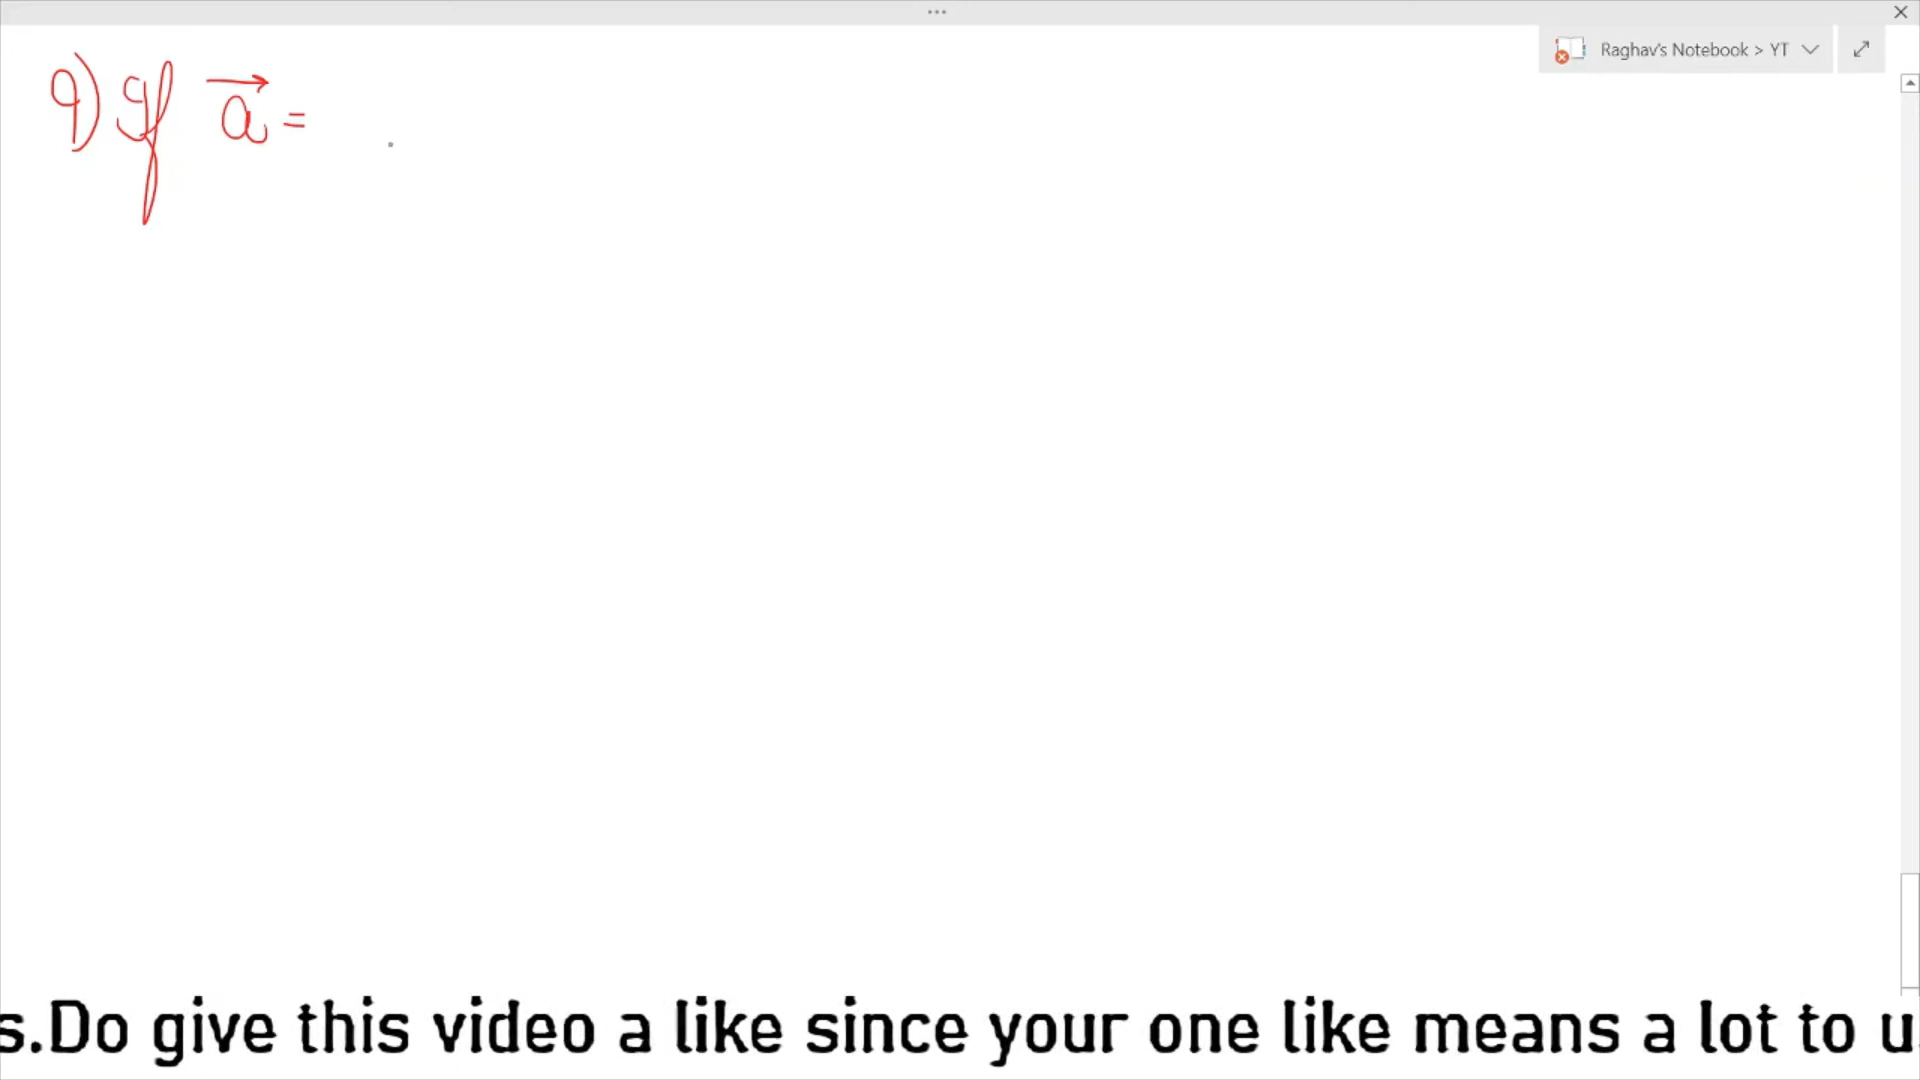 Raghav's Notebook > YT
9) If a⃗ =
s.Do give this video a like since your one like means a lot to u